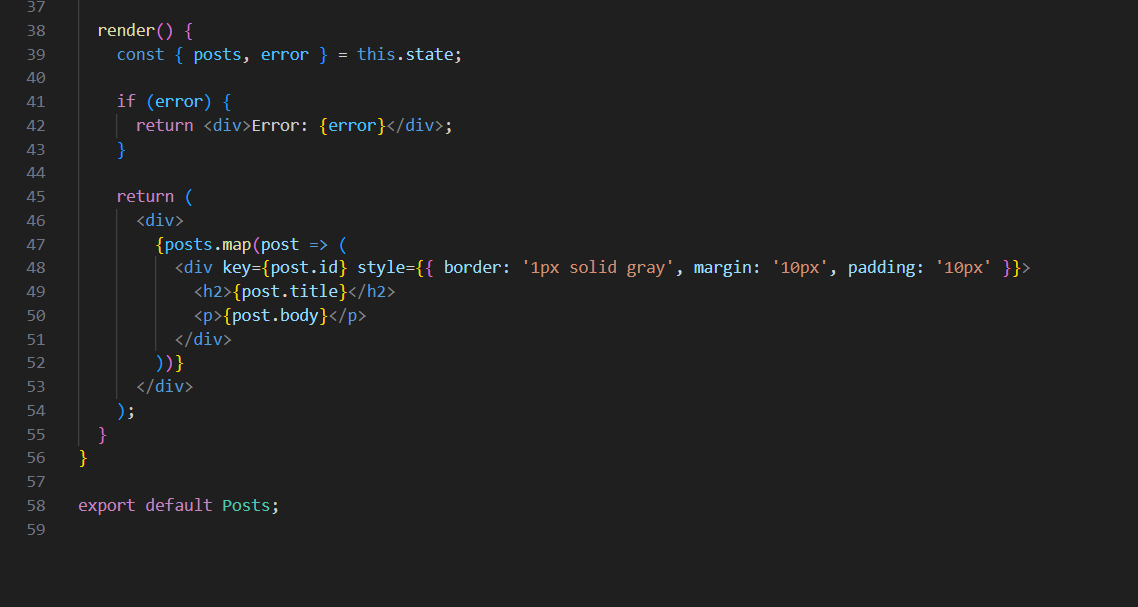 37
38 render() {
39 const { posts, error } = this.state;
40
41 if (error) {
42 return <div>Error: {error}</div>;
43 }
44
45 return (
46 <div>
47 {posts.map(post => (
48 <div key={post.id} style={{ border: '1px solid gray', margin: '10px', padding: '10px' }}>
49 <h2>{post.title}</h2>
50 <p>{post.body}</p>
51 </div>
52 ))}
53 </div>
54 );
55 }
56 }
57
58 export default Posts;
59